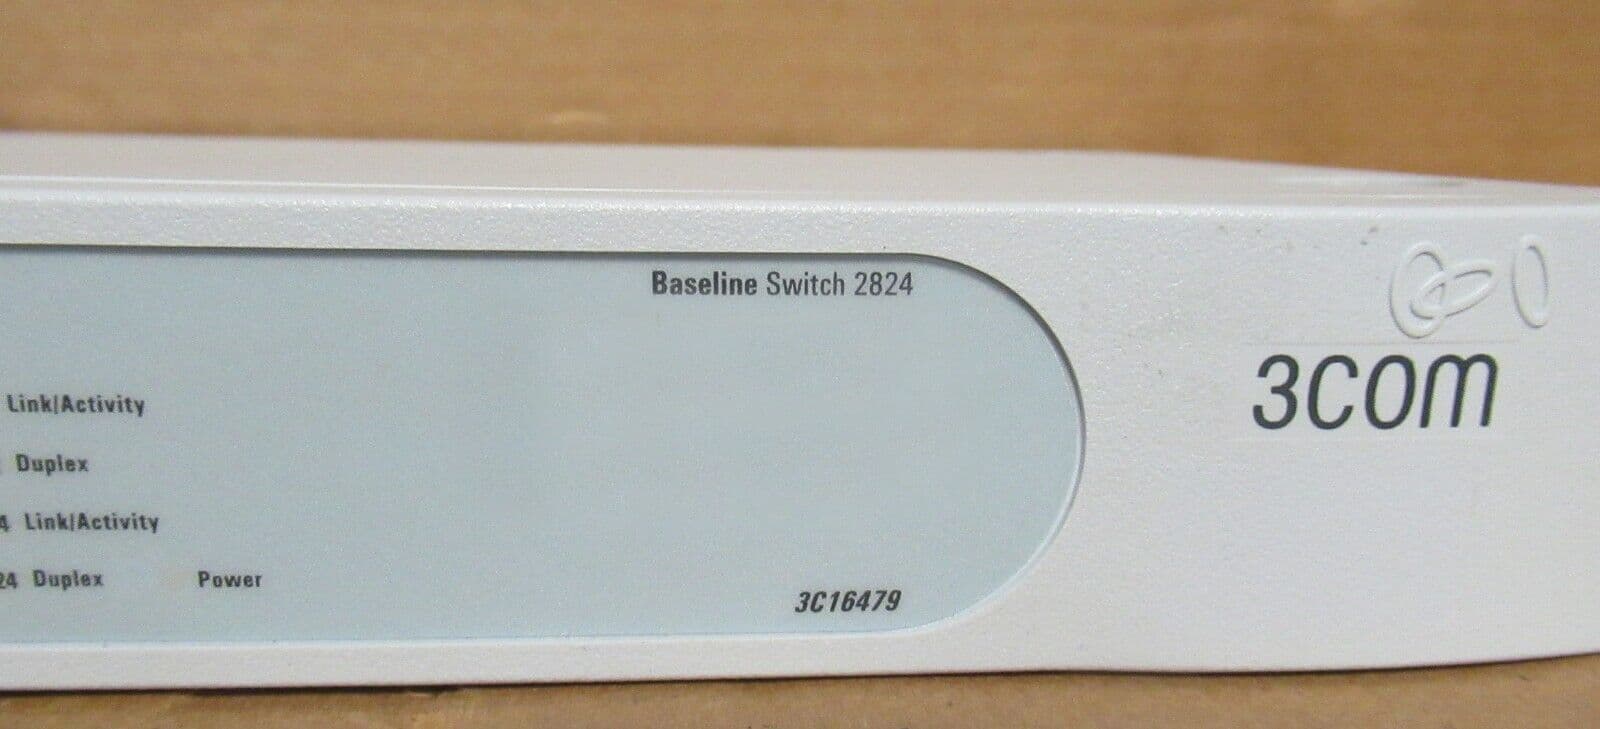 Baseline Switch 2824
3COM
Link/Activity
Duplex
4 Link/Activity
24 Duplex
Power
3C16479